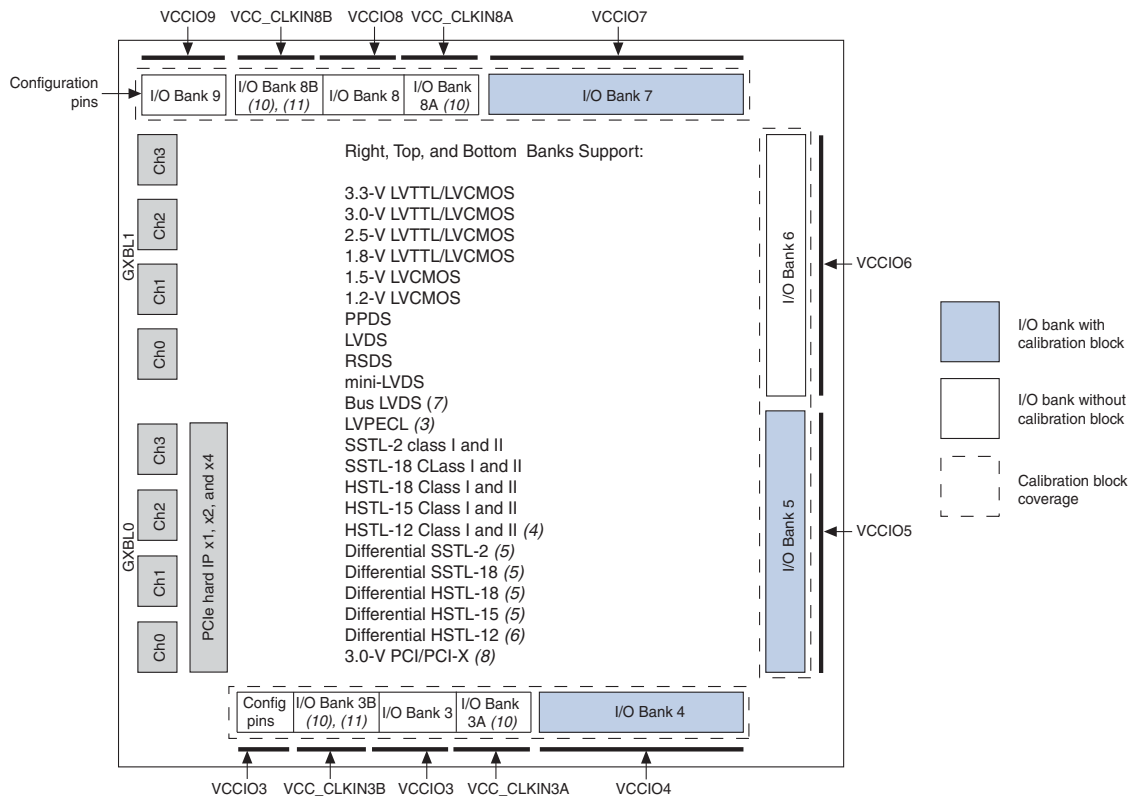 VCCIO9 VCC_CLKIN8B VCCIO8 VCC_CLKIN8A VCCIO7
Configuration
pins
I/O Bank 9
I/O Bank 8B
(10), (11)
I/O Bank 8
I/O Bank
8A (10)
I/O Bank 7
Right, Top, and Bottom Banks Support:
3.3-V LVTTL/LVCMOS
3.0-V LVTTL/LVCMOS
2.5-V LVTTL/LVCMOS
1.8-V LVTTL/LVCMOS
1.5-V LVCMOS
1.2-V LVCMOS
PPDS
LVDS
RSDS
mini-LVDS
Bus LVDS (7)
LVPECL (3)
SSTL-2 class I and II
SSTL-18 CLass I and II
HSTL-18 Class I and II
HSTL-15 Class I and II
HSTL-12 Class I and II (4)
Differential SSTL-2 (5)
Differential SSTL-18 (5)
Differential HSTL-18 (5)
Differential HSTL-15 (5)
Differential HSTL-12 (6)
3.0-V PCI/PCI-X (8)
GXBL1
Ch3
Ch2
Ch1
Ch0
GXBL0
Ch3
Ch2
Ch1
Ch0
PCIe hard IP x1, x2, and x4
I/O Bank 6
VCCIO6
I/O Bank 5
VCCIO5
I/O bank with
calibration block
I/O bank without
calibration block
Calibration block
coverage
Config
pins
I/O Bank 3B
(10), (11)
I/O Bank 3
I/O Bank
3A (10)
I/O Bank 4
VCCIO3 VCC_CLKIN3B VCCIO3 VCC_CLKIN3A VCCIO4